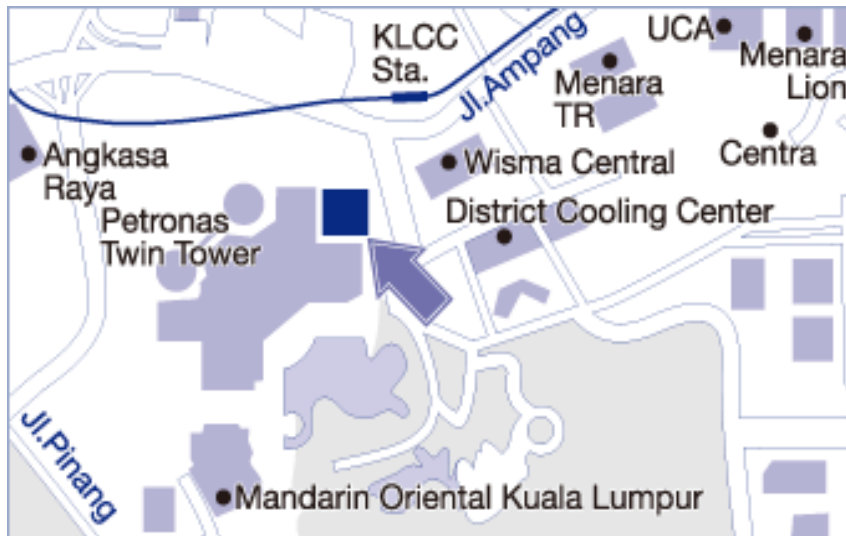 KLCC
Sta.
Jl.Ampang
UCA
Menara
Lion
Menara
TR
Centra
Angkasa
Raya
Wisma Central
Petronas
Twin Tower
District Cooling Center
Jl.Pinang
Mandarin Oriental Kuala Lumpur